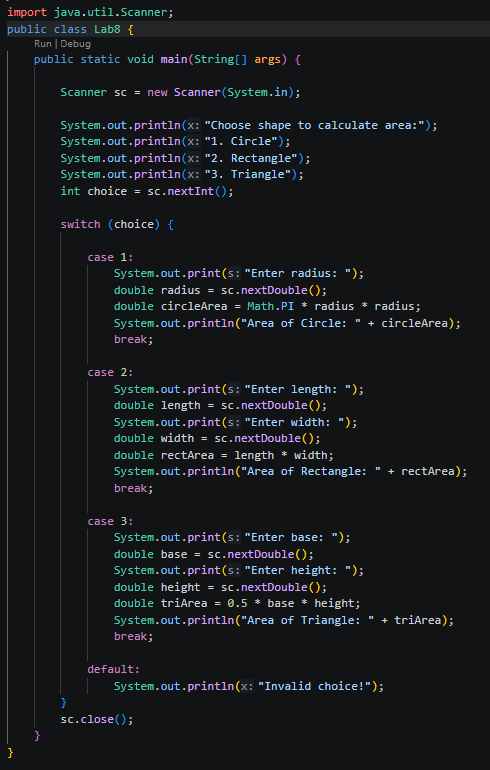 import java.util.Scanner;
public class Lab8 {
Run | Debug
public static void main(String[] args) {
Scanner sc = new Scanner(System.in);
System.out.println(x: "Choose shape to calculate area:");
System.out.println(x: "1. Circle");
System.out.println(x: "2. Rectangle");
System.out.println(x: "3. Triangle");
int choice = sc.nextInt();
switch (choice) {
case 1:
System.out.print(s: "Enter radius: ");
double radius = sc.nextDouble();
double circleArea = Math.PI * radius * radius;
System.out.println("Area of Circle: " + circleArea);
break;
case 2:
System.out.print(s: "Enter length: ");
double length = sc.nextDouble();
System.out.print(s: "Enter width: ");
double width = sc.nextDouble();
double rectArea = length * width;
System.out.println("Area of Rectangle: " + rectArea);
break;
case 3:
System.out.print(s: "Enter base: ");
double base = sc.nextDouble();
System.out.print(s: "Enter height: ");
double height = sc.nextDouble();
double triArea = 0.5 * base * height;
System.out.println("Area of Triangle: " + triArea);
break;
default:
System.out.println(x: "Invalid choice!");
}
sc.close();
}
}